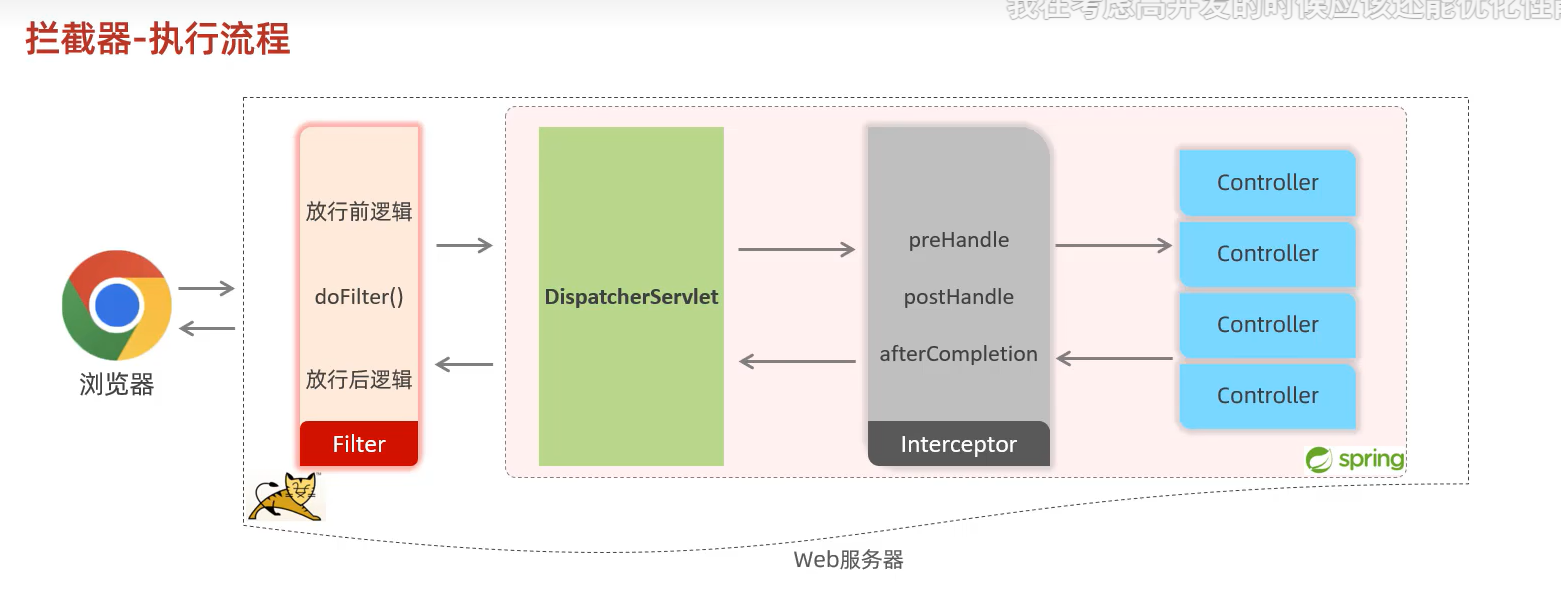 我在考虑高并发的时候应该还能优化性能
拦截器-执行流程
放行前逻辑
doFilter()
放行后逻辑
Filter
DispatcherServlet
preHandle
postHandle
afterCompletion
Interceptor
Controller
Controller
Controller
Controller
spring
浏览器
Web服务器